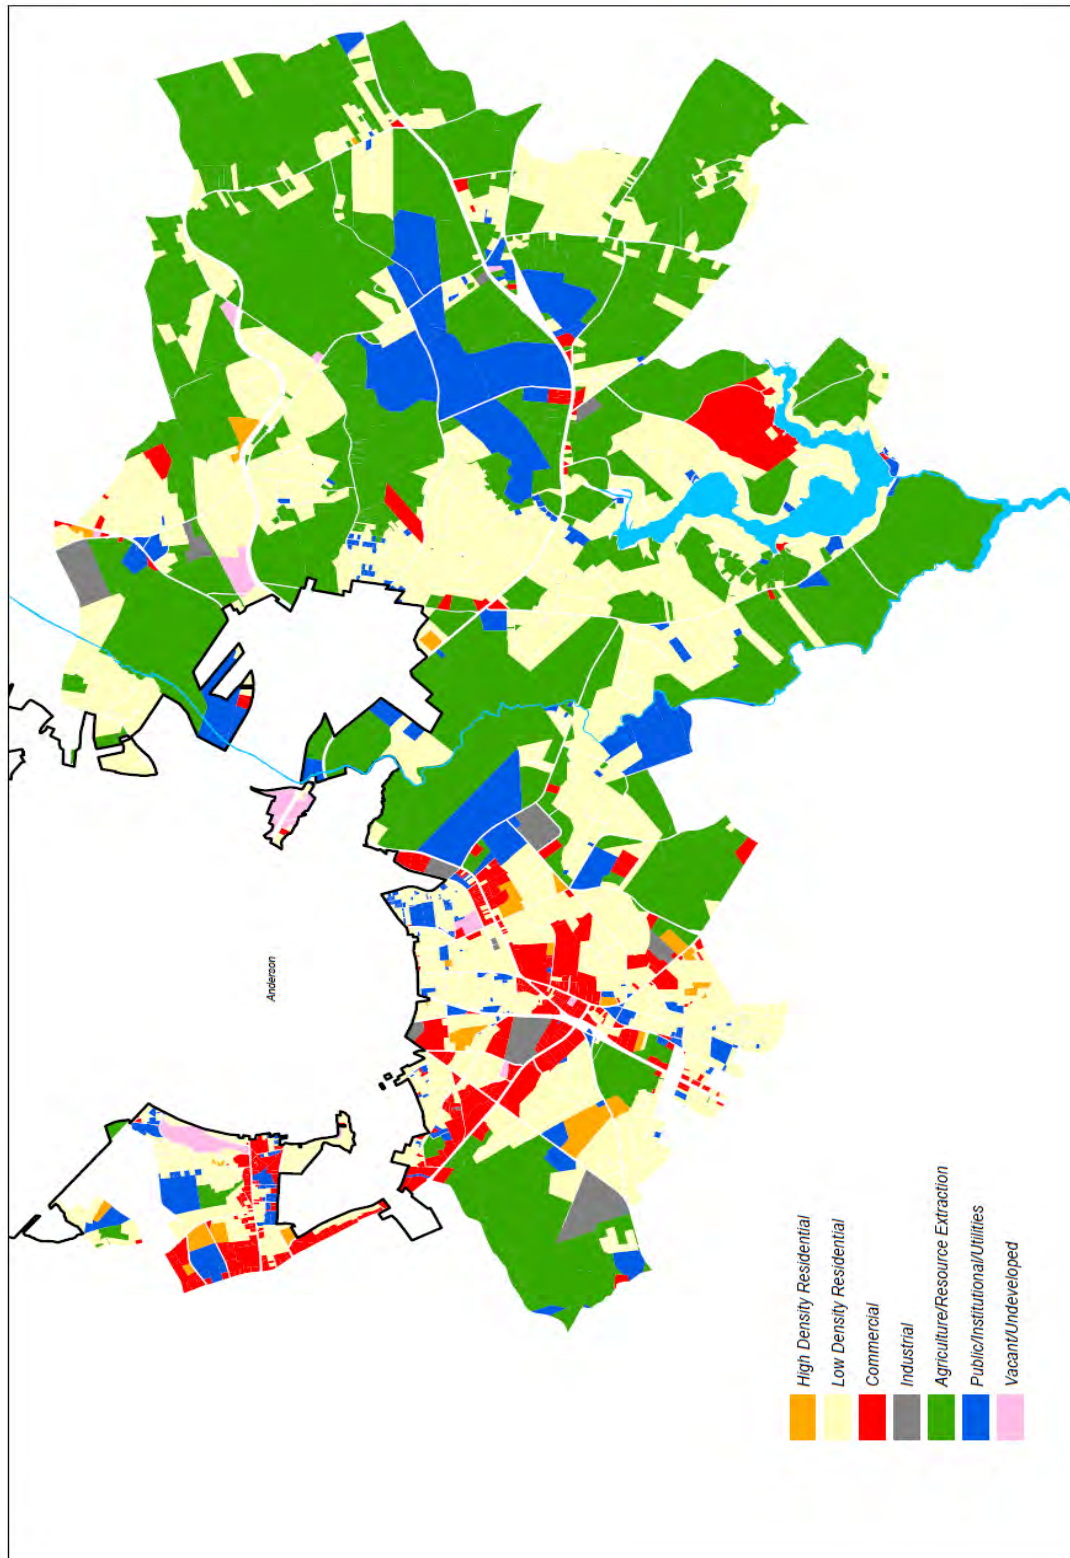 Anderson
High Density Residential
Low Density Residential
Commercial
Industrial
Agriculture/Resource Extraction
Public/Institutional/Utilities
Vacant/Undeveloped